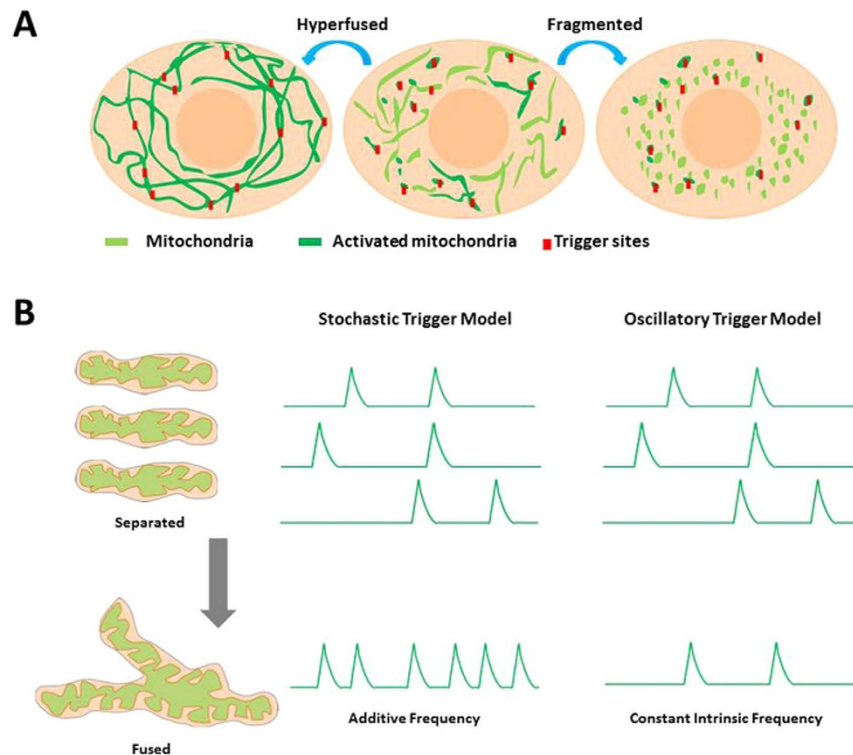 A
Hyperfused
Fragmented
Mitochondria
Activated mitochondria
Trigger sites
B
Stochastic Trigger Model
Oscillatory Trigger Model
Separated
Additive Frequency
Constant Intrinsic Frequency
Fused